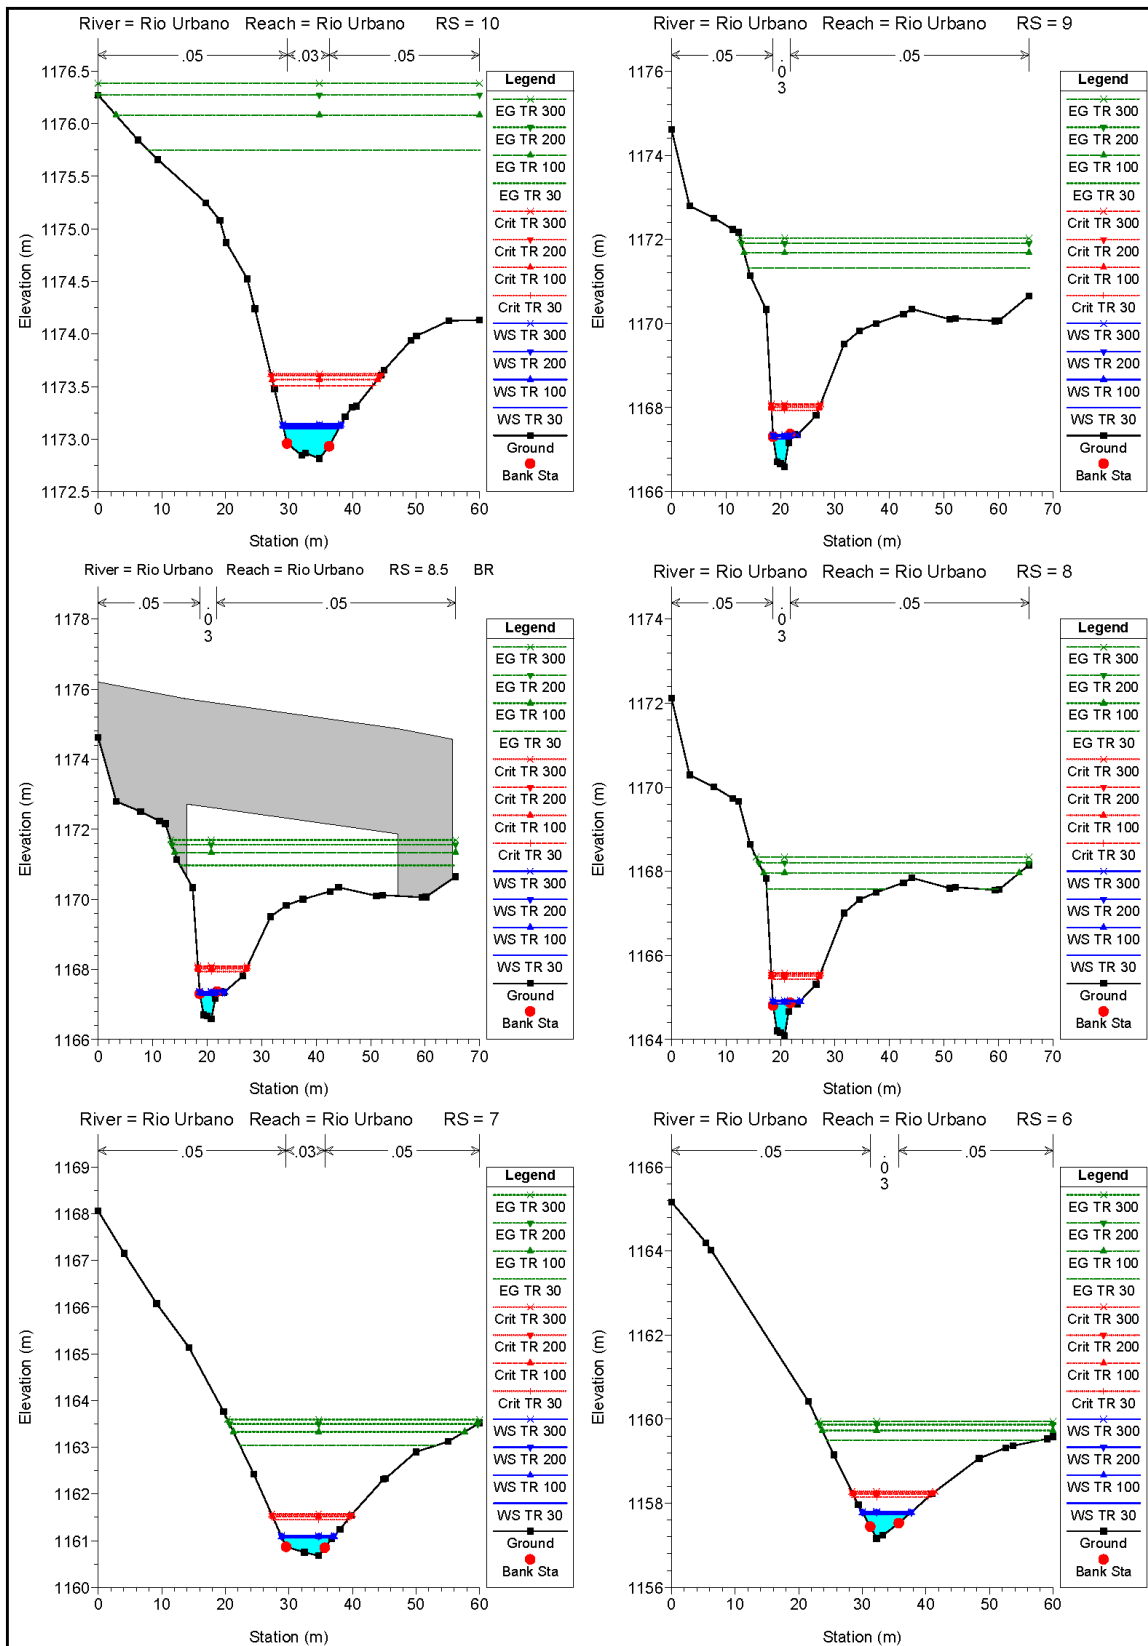 River = Rio Urbano Reach = Rio Urbano RS = 10
.05 .03 .05
1176.5
1176.0
1175.5
1175.0
1174.5
1174.0
1173.5
1173.0
1172.5
Elevation (m)
0 10 20 30 40 50 60
Station (m)
Legend
EG TR 300
EG TR 200
EG TR 100
EG TR 30
Crit TR 300
Crit TR 200
Crit TR 100
Crit TR 30
WS TR 300
WS TR 200
WS TR 100
WS TR 30
Ground
Bank Sta
River = Rio Urbano Reach = Rio Urbano RS = 9
.05 .03 .05
1176
1174
1172
1170
1168
1166
Elevation (m)
0 10 20 30 40 50 60 70
Station (m)
Legend
EG TR 300
EG TR 200
EG TR 100
EG TR 30
Crit TR 300
Crit TR 200
Crit TR 100
Crit TR 30
WS TR 300
WS TR 200
WS TR 100
WS TR 30
Ground
Bank Sta
River = Rio Urbano Reach = Rio Urbano RS = 8.5 BR
.05 .03 .05
1178
1176
1174
1172
1170
1168
1166
Elevation (m)
0 10 20 30 40 50 60 70
Station (m)
Legend
EG TR 300
EG TR 200
EG TR 100
EG TR 30
Crit TR 300
Crit TR 200
Crit TR 100
Crit TR 30
WS TR 300
WS TR 200
WS TR 100
WS TR 30
Ground
Bank Sta
River = Rio Urbano Reach = Rio Urbano RS = 8
.05 .03 .05
1174
1172
1170
1168
1166
1164
Elevation (m)
0 10 20 30 40 50 60 70
Station (m)
Legend
EG TR 300
EG TR 200
EG TR 100
EG TR 30
Crit TR 300
Crit TR 200
Crit TR 100
Crit TR 30
WS TR 300
WS TR 200
WS TR 100
WS TR 30
Ground
Bank Sta
River = Rio Urbano Reach = Rio Urbano RS = 7
.05 .03 .05
1169
1168
1167
1166
1165
1164
1163
1162
1161
1160
Elevation (m)
0 10 20 30 40 50 60
Station (m)
Legend
EG TR 300
EG TR 200
EG TR 100
EG TR 30
Crit TR 300
Crit TR 200
Crit TR 100
Crit TR 30
WS TR 300
WS TR 200
WS TR 100
WS TR 30
Ground
Bank Sta
River = Rio Urbano Reach = Rio Urbano RS = 6
.05 .03 .05
1166
1164
1162
1160
1158
1156
Elevation (m)
0 10 20 30 40 50 60
Station (m)
Legend
EG TR 300
EG TR 200
EG TR 100
EG TR 30
Crit TR 300
Crit TR 200
Crit TR 100
Crit TR 30
WS TR 300
WS TR 200
WS TR 100
WS TR 30
Ground
Bank Sta